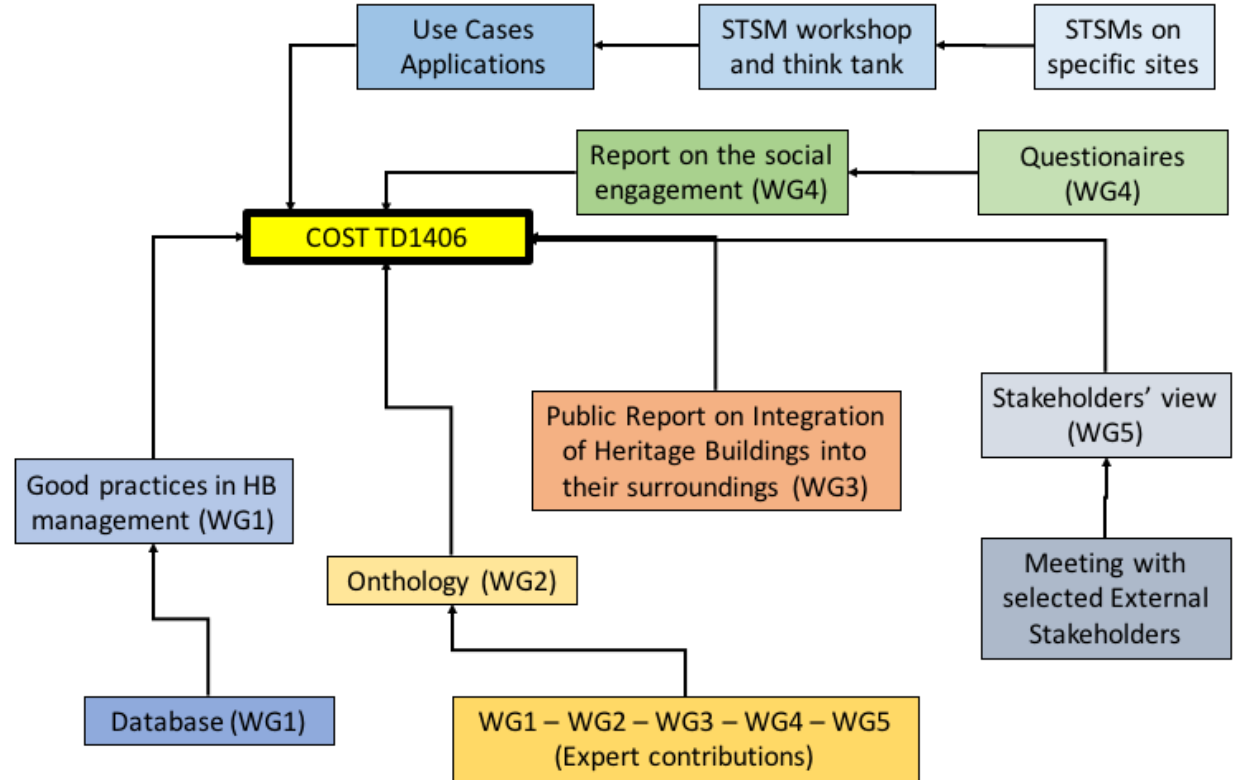 Use Cases
Applications
STSM workshop
and think tank
STSMs on
specific sites
Report on the social
engagement (WG4)
Questionaires
(WG4)
COST TD1406
Public Report on Integration
of Heritage Buildings into
their surroundings (WG3)
Stakeholders’ view
(WG5)
Good practices in HB
management (WG1)
Onthology (WG2)
Meeting with
selected External
Stakeholders
Database (WG1)
WG1 – WG2 – WG3 – WG4 – WG5
(Expert contributions)